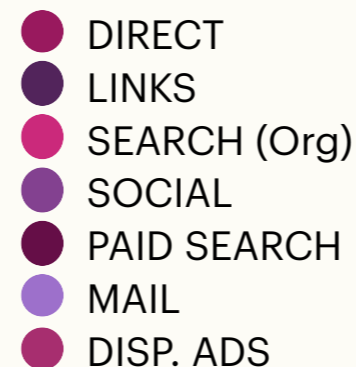 DIRECT
LINKS
SEARCH (Org)
SOCIAL
PAID SEARCH
MAIL
DISP. ADS